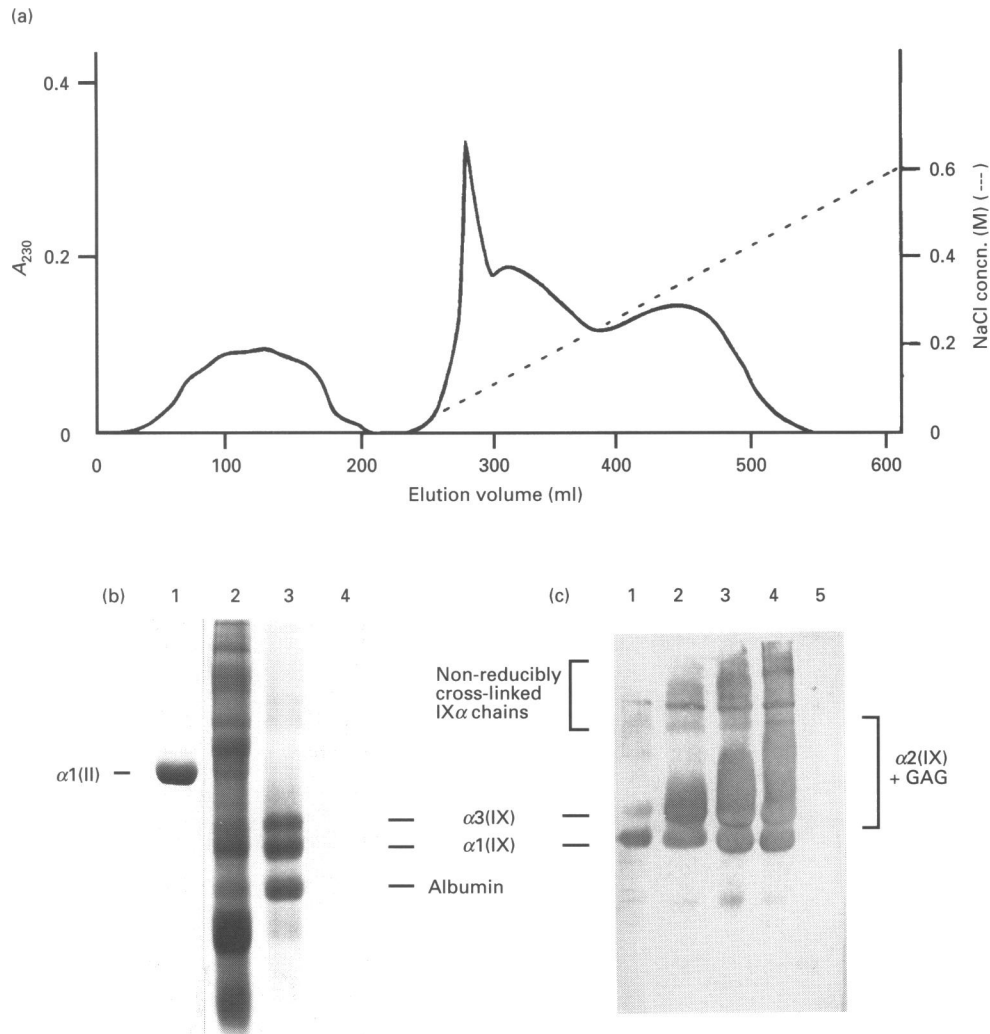 (a)
0.4
0.2
0
A230
0.6
0.4
0.2
0
NaCl concn. (M) (---)
0 100 200 300 400 500 600
Elution volume (ml)
(b) 1 2 3 4
(c) 1 2 3 4 5
Non-reducibly
cross-linked
IXα chains
α1(II)
α3(IX)
α1(IX)
Albumin
α2(IX)
+ GAG